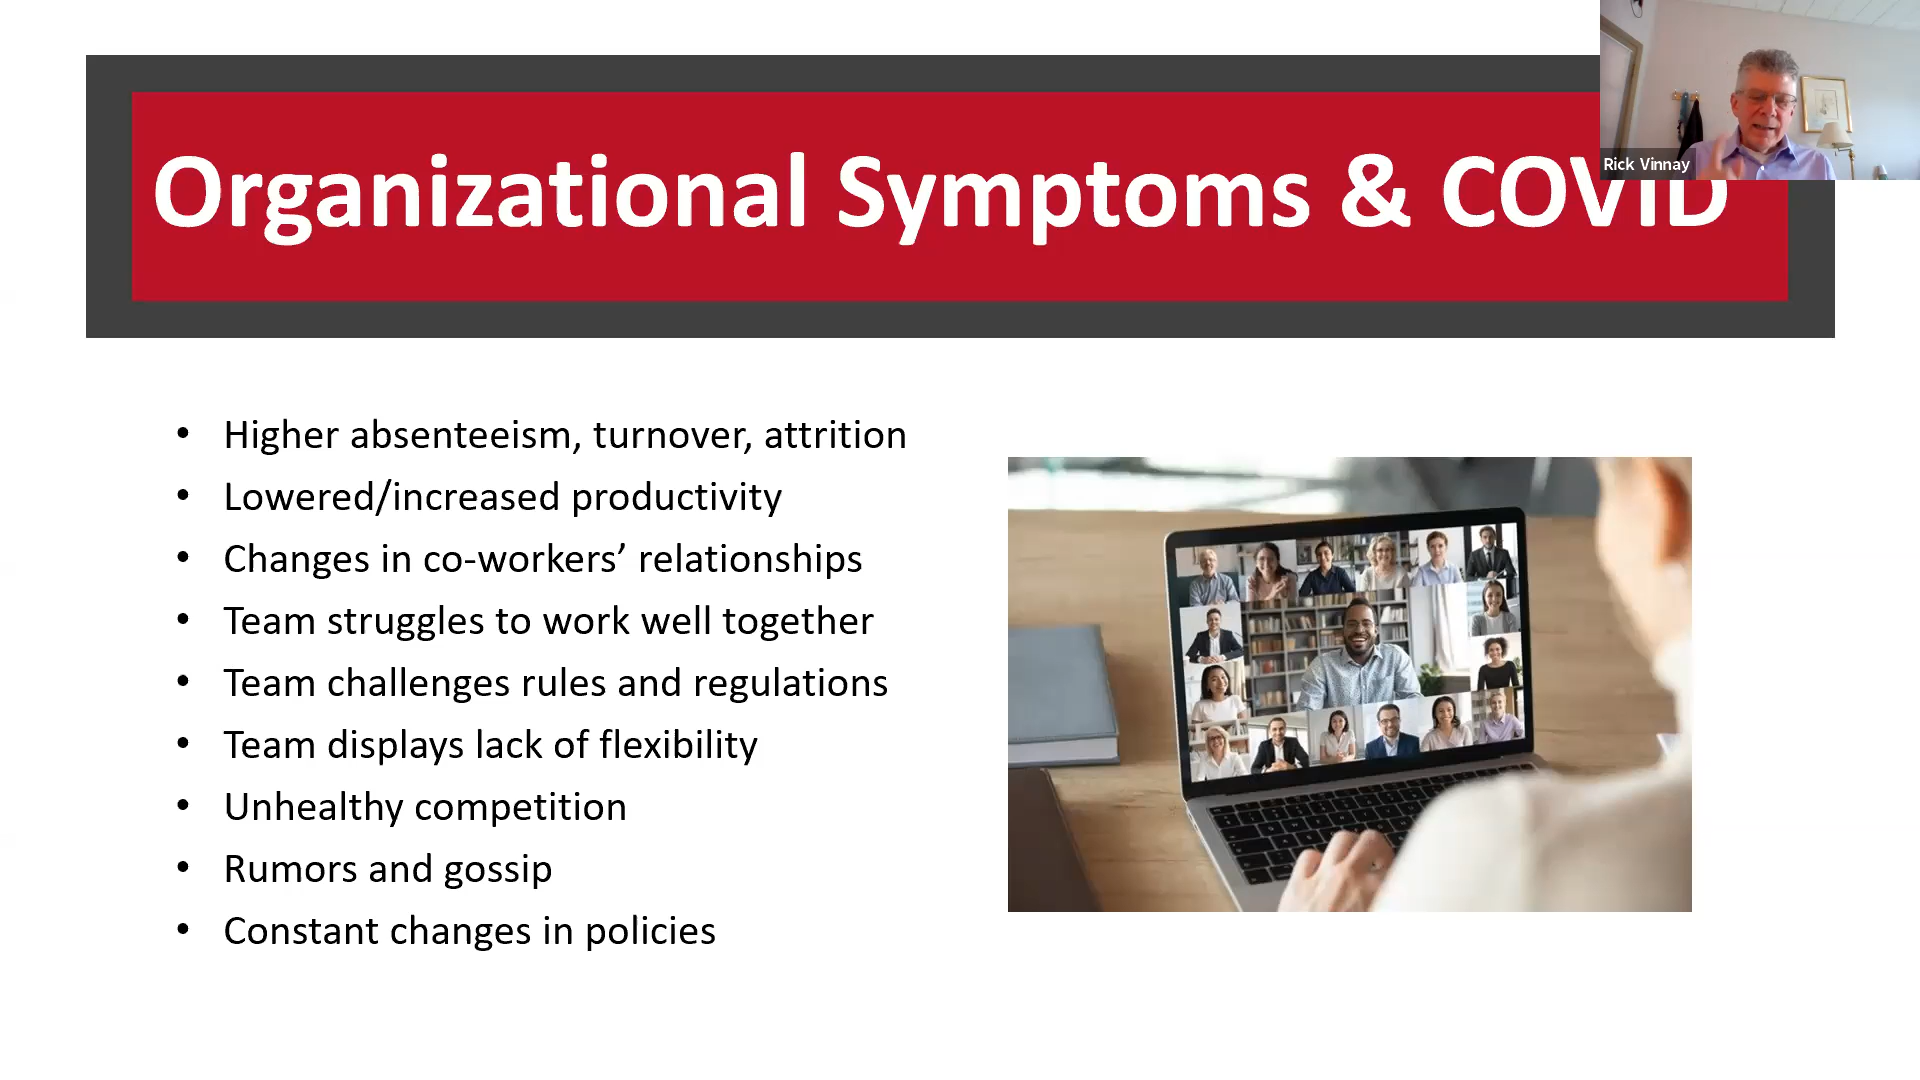 Organizational Symptoms & COVID
Rick Vinnay
• Higher absenteeism, turnover, attrition
• Lowered/increased productivity
• Changes in co-workers’ relationships
• Team struggles to work well together
• Team challenges rules and regulations
• Team displays lack of flexibility
• Unhealthy competition
• Rumors and gossip
• Constant changes in policies